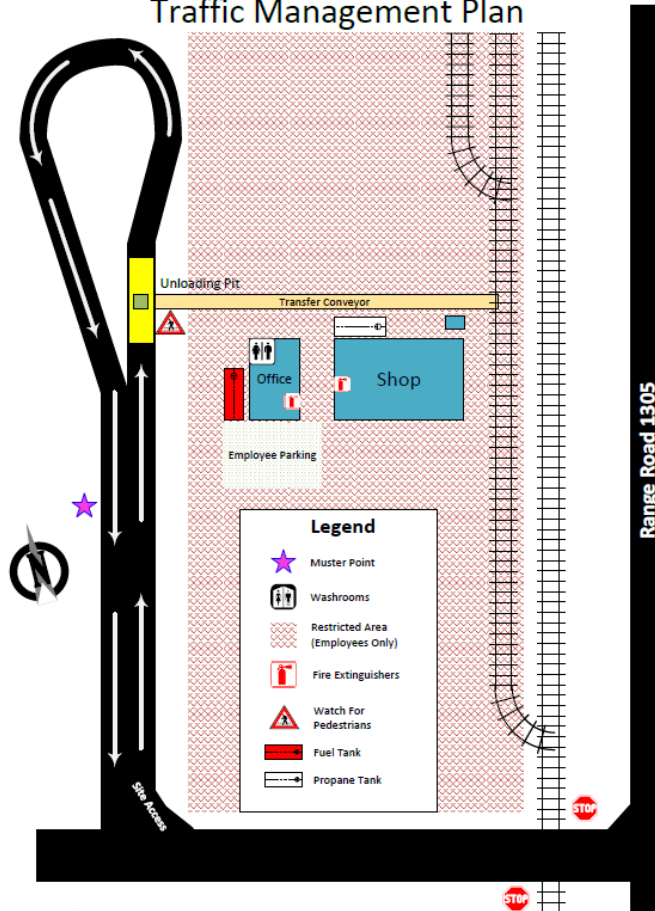 Traffic Management Plan
Unloading Pit
Transfer Conveyor
Office
Shop
Employee Parking
Range Road 1305
N
Legend
Muster Point
Washrooms
Restricted Area
(Employees Only)
Fire Extinguishers
Watch For
Pedestrians
Fuel Tank
Propane Tank
Site Access
STOP
STOP